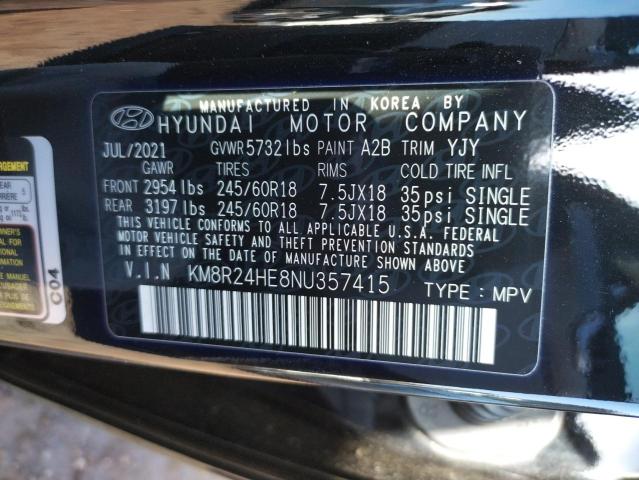 MANUFACTURED IN KOREA BY
HYUNDAI MOTOR COMPANY
JUL/2021 GVWR5732lbs PAINT A2B TRIM YJY
GAWR TIRES RIMS COLD TIRE INFL
FRONT 2954lbs 245/60R18 7.5JX18 35psi SINGLE
REAR 3197lbs 245/60R18 7.5JX18 35psi SINGLE
THIS VEHICLE CONFORMS TO ALL APPLICABLE U.S.A. FEDERAL
MOTOR VEHICLE SAFETY, BUMPER, AND THEFT PREVENTION STANDARDS
IN EFFECT ON THE DATE OF MANUFACTURE SHOWN ABOVE.
V.I.N KM8R24HE8NU357415 TYPE: MPV
C04